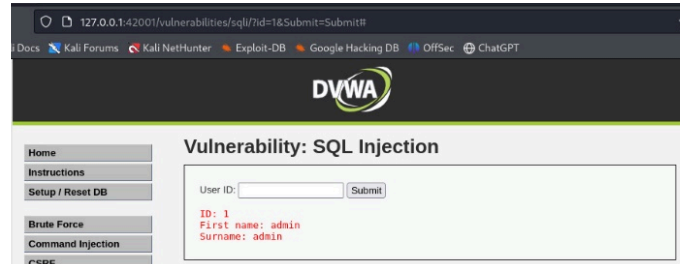 127.0.0.1:42001/vulnerabilities/sqli/?id=1&Submit=Submit#
i Docs Kali Forums Kali NetHunter Exploit-DB Google Hacking DB OffSec ChatGPT
DVWA
Home
Instructions
Setup / Reset DB
Brute Force
Command Injection
CSRF
Vulnerability: SQL Injection
User ID: Submit
ID: 1
First name: admin
Surname: admin